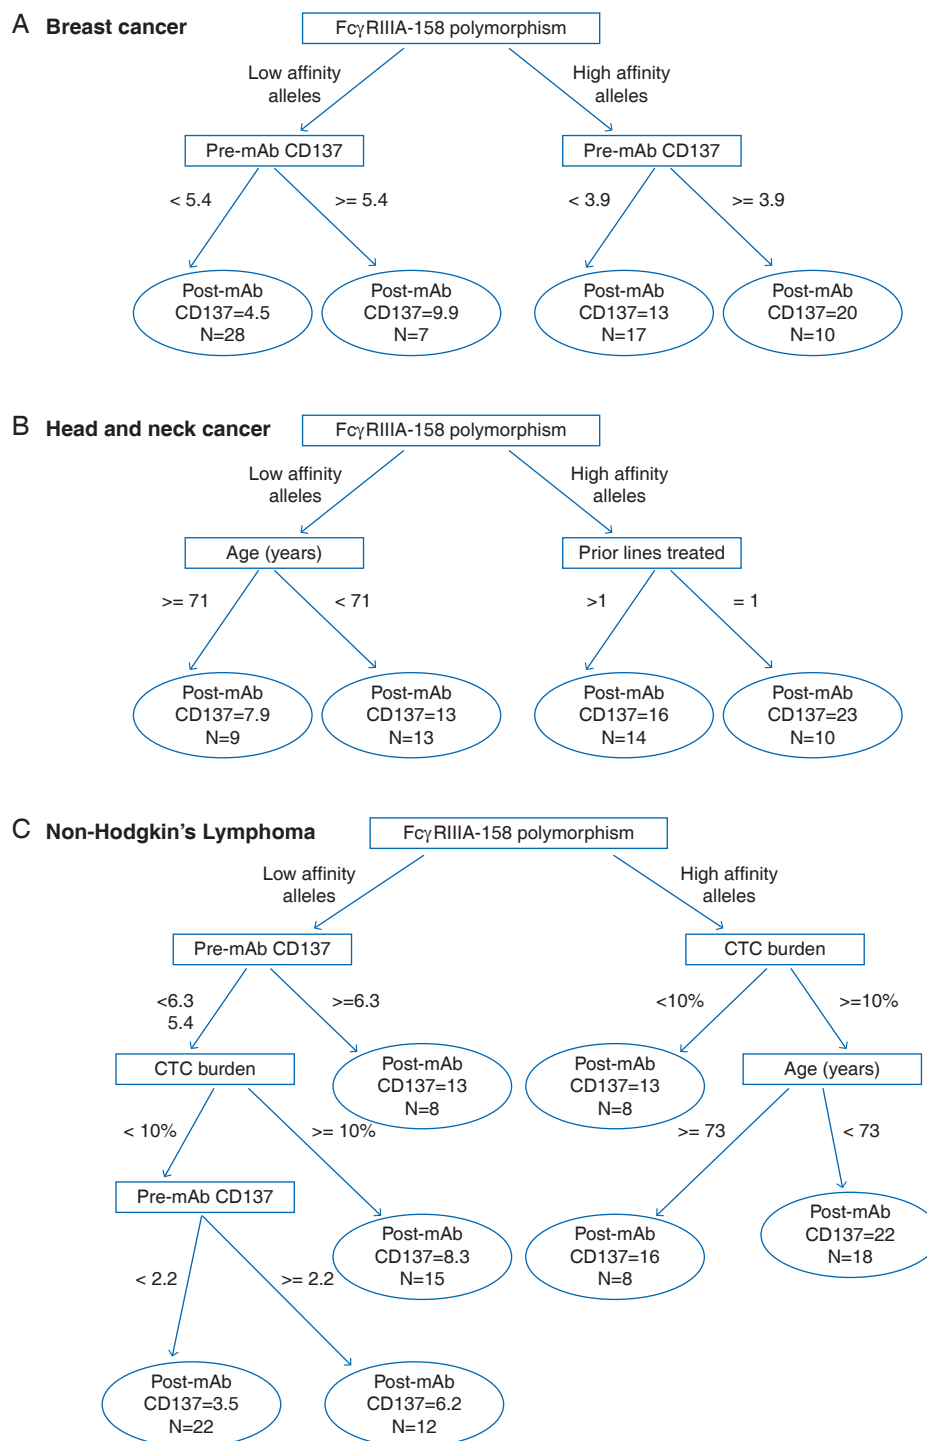 A Breast cancer
FcγRIIIA-158 polymorphism
Low affinity
alleles
High affinity
alleles
Pre-mAb CD137
Pre-mAb CD137
< 5.4
>= 5.4
< 3.9
>= 3.9
Post-mAb
CD137=4.5
N=28
Post-mAb
CD137=9.9
N=7
Post-mAb
CD137=13
N=17
Post-mAb
CD137=20
N=10
B Head and neck cancer
FcγRIIIA-158 polymorphism
Low affinity
alleles
High affinity
alleles
Age (years)
Prior lines treated
>= 71
< 71
>1
= 1
Post-mAb
CD137=7.9
N=9
Post-mAb
CD137=13
N=13
Post-mAb
CD137=16
N=14
Post-mAb
CD137=23
N=10
C Non-Hodgkin's Lymphoma
FcγRIIIA-158 polymorphism
Low affinity
alleles
High affinity
alleles
Pre-mAb CD137
CTC burden
<6.3
5.4
>=6.3
<10%
>=10%
CTC burden
Post-mAb
CD137=13
N=8
Post-mAb
CD137=13
N=8
Age (years)
< 10%
>= 10%
>= 73
< 73
Pre-mAb CD137
Post-mAb
CD137=8.3
N=15
Post-mAb
CD137=16
N=8
Post-mAb
CD137=22
N=18
< 2.2
>= 2.2
Post-mAb
CD137=3.5
N=22
Post-mAb
CD137=6.2
N=12